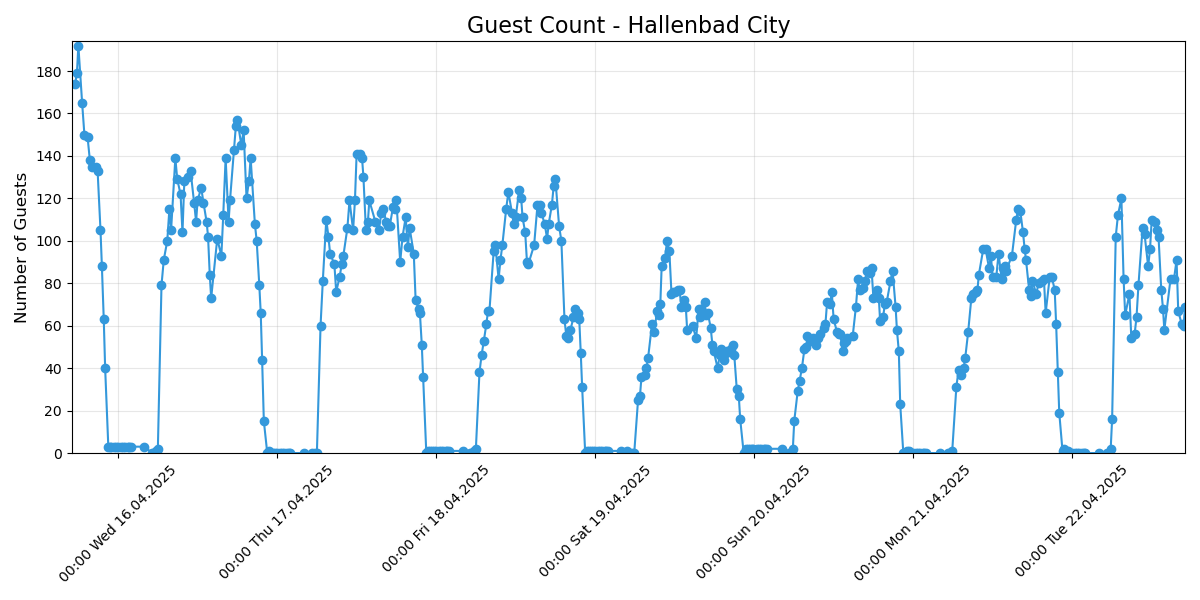 Guest Count - Hallenbad City
Number of Guests
180
160
140
120
100
80
60
40
20
0
00:00 Wed 16.04.2025
00:00 Thu 17.04.2025
00:00 Fri 18.04.2025
00:00 Sat 19.04.2025
00:00 Sun 20.04.2025
00:00 Mon 21.04.2025
00:00 Tue 22.04.2025